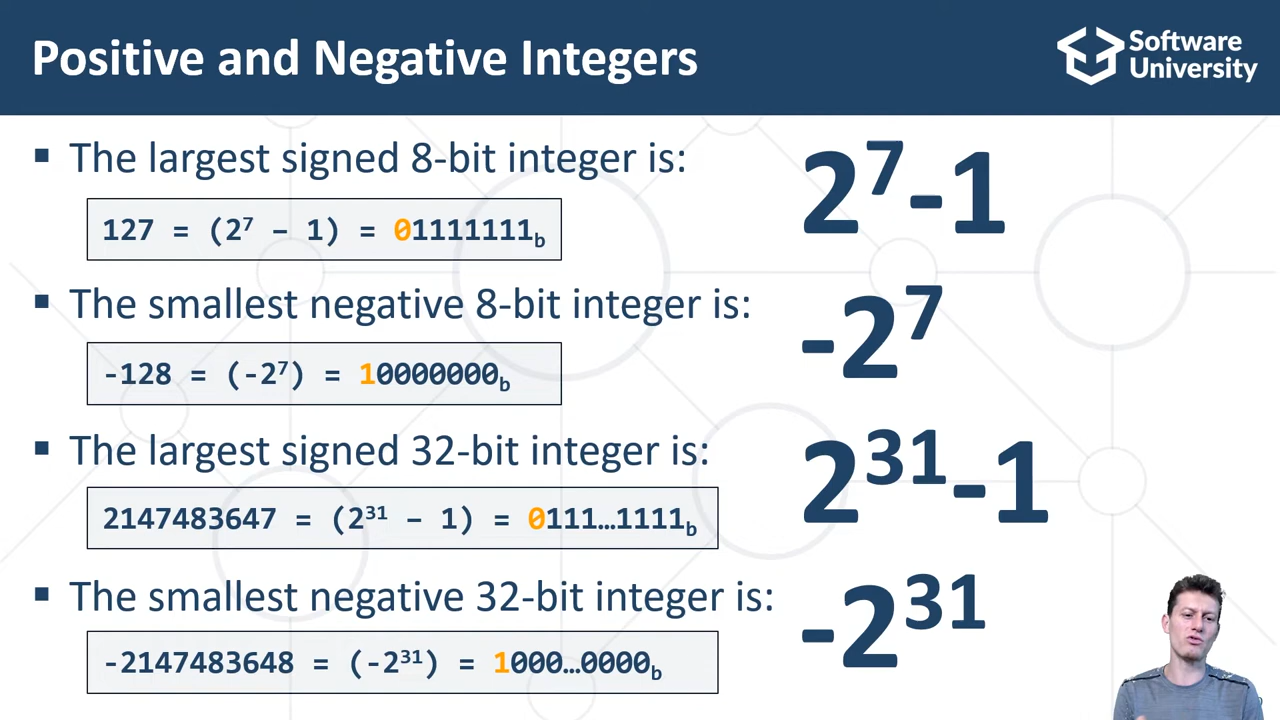 Positive and Negative Integers
Software
University
▪ The largest signed 8-bit integer is:
127 = (2⁷ – 1) = 01111111b
2⁷-1
▪ The smallest negative 8-bit integer is:
-128 = (-2⁷) = 10000000b
-2⁷
▪ The largest signed 32-bit integer is:
2147483647 = (2³¹ – 1) = 0111…1111b
2³¹-1
▪ The smallest negative 32-bit integer is:
-2147483648 = (-2³¹) = 1000…0000b
-2³¹